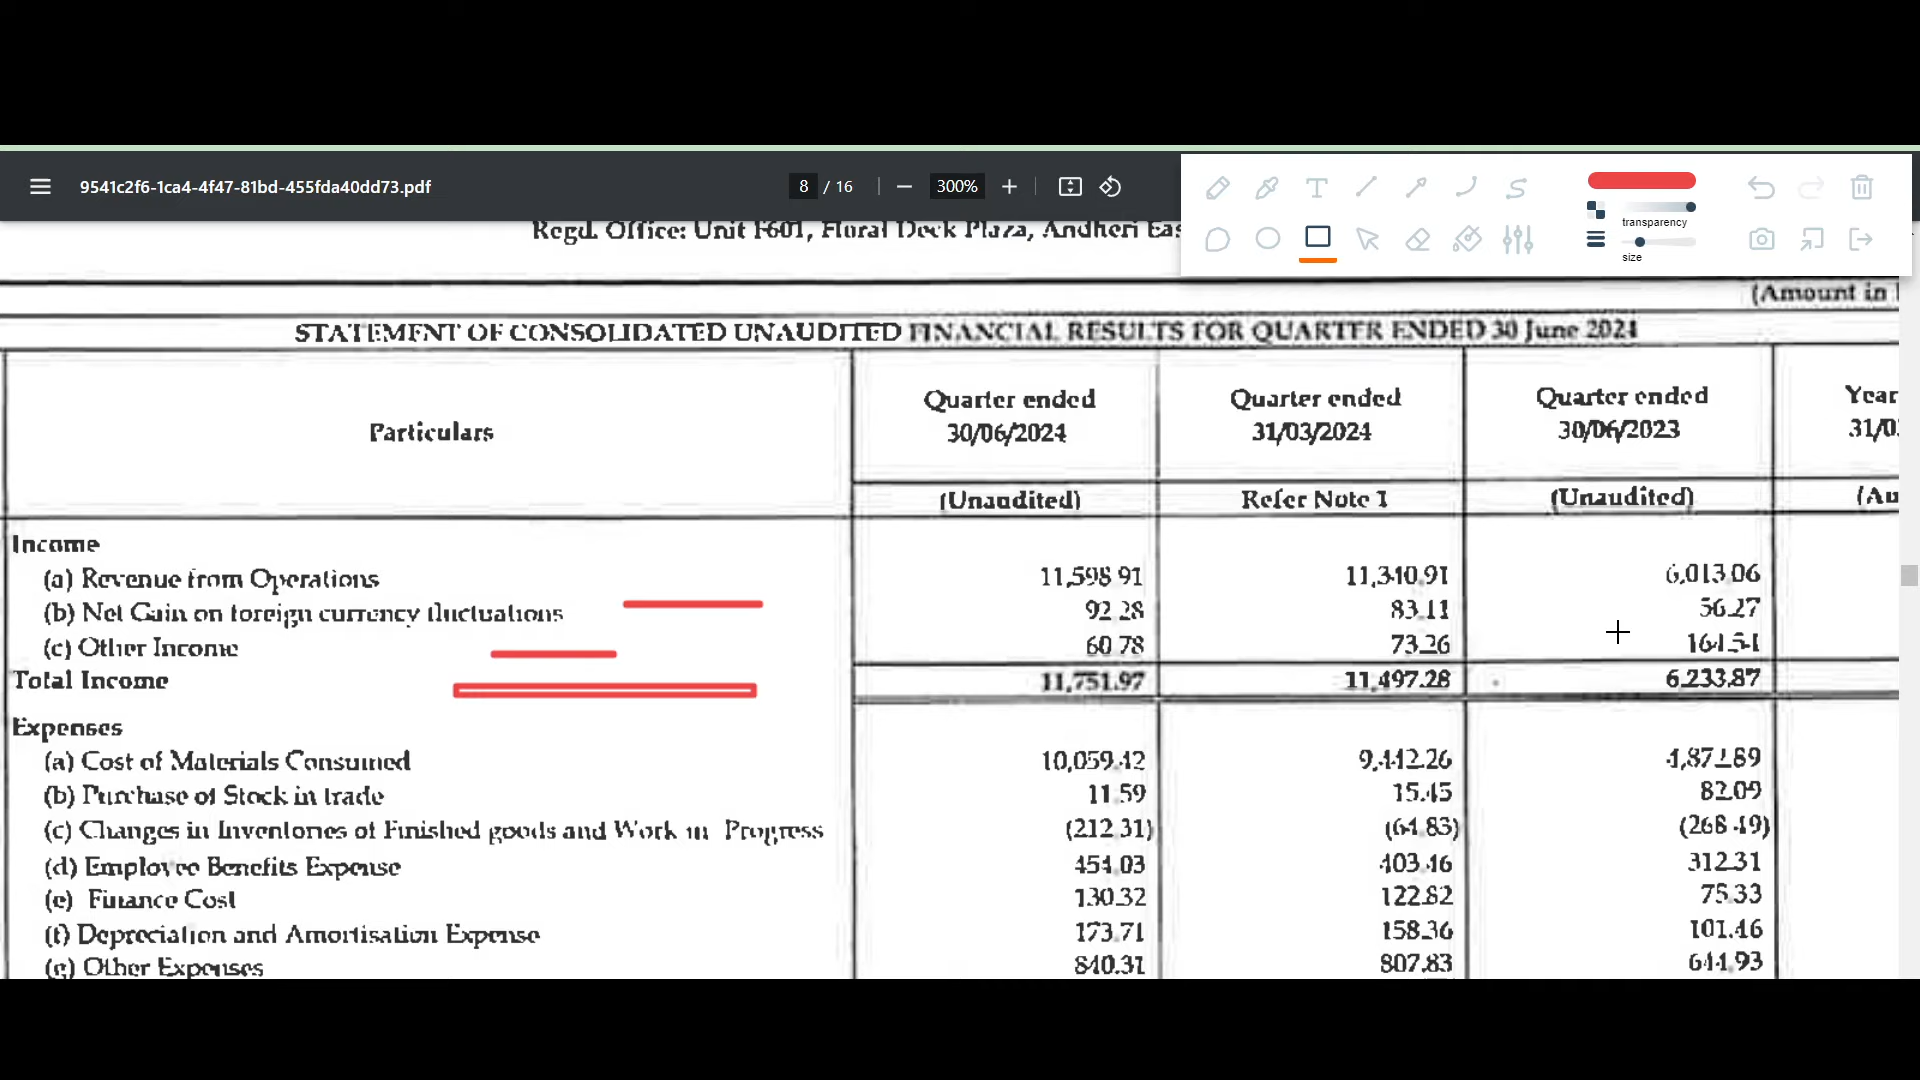 9541c2f6-1ca4-4f47-81bd-455fda40dd73.pdf 8 / 16 300%
transparency
size
Regd. Office: Unit F601, Floral Deck Plaza, Andheri Eas
(Amount in
STATEMENT OF CONSOLIDATED UNAUDITED FINANCIAL RESULTS FOR QUARTER ENDED 30 June 2024
Particulars Quarter ended 30/06/2024 Quarter ended 31/03/2024 Quarter ended 30/06/2023 Year 31/0
(Unaudited) Refer Note 1 (Unaudited) (Au
Income
(a) Revenue from Operations 11,598.91 11,340.91 6,013.06
(b) Net Gain on foreign currency fluctuations 92.28 83.11 56.27
(c) Other Income 60.78 73.26 164.54
Total Income 11,751.97 11,497.28 6,233.87
Expenses
(a) Cost of Materials Consumed 10,059.42 9,442.26 4,872.89
(b) Purchase of Stock in trade 11.59 15.45 82.09
(c) Changes in Inventories of Finished goods and Work in Progress (212.31) (64.83) (268.49)
(d) Employee Benefits Expense 454.03 403.46 312.31
(e) Finance Cost 130.32 122.82 75.33
(f) Depreciation and Amortisation Expense 173.71 158.36 101.46
(g) Other Expenses 840.31 807.83 644.93